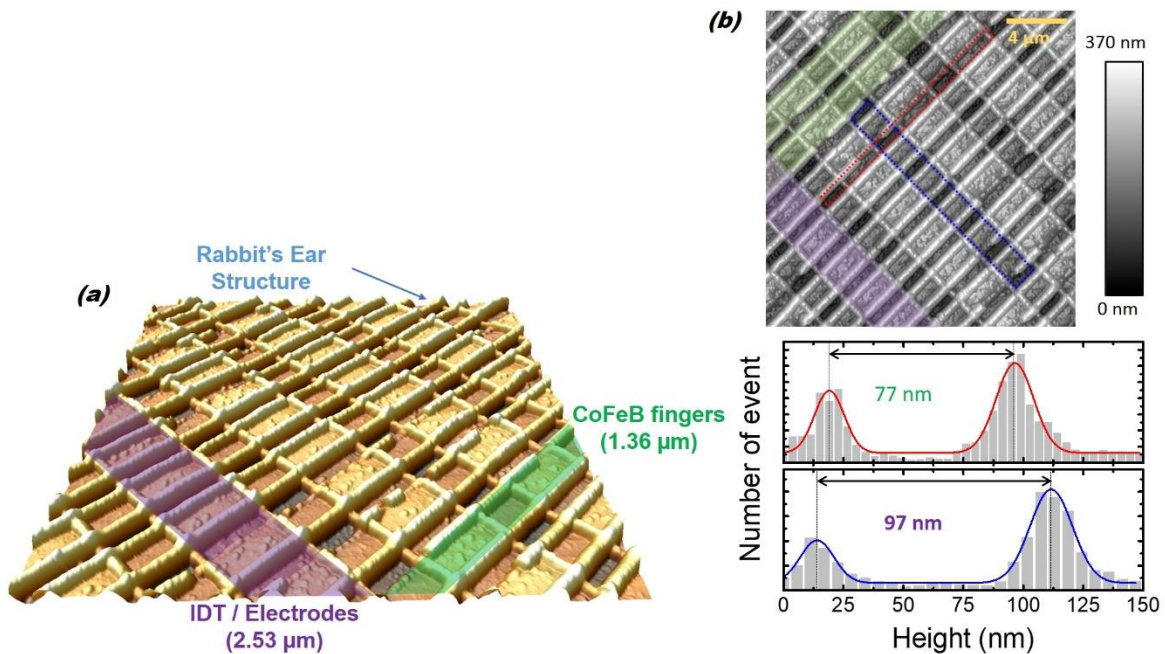 (a)
Rabbit's Ear
Structure
CoFeB fingers
(1.36 μm)
IDT / Electrodes
(2.53 μm)
(b)
4 μm
370 nm
0 nm
Number of event
77 nm
97 nm
0 25 50 75 100 125 150
Height (nm)